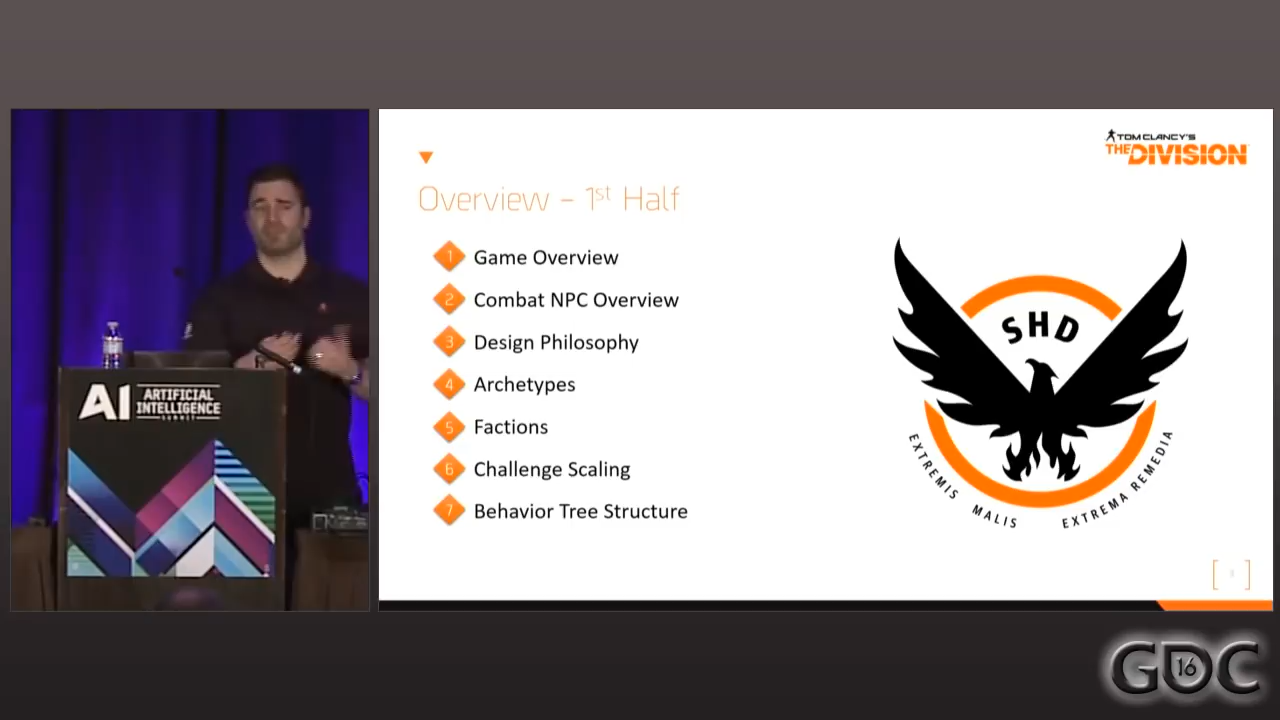 AI ARTIFICIAL
INTELLIGENCE
SUMMIT
TOM CLANCY'S
THE DIVISION
Overview – 1st Half
1 Game Overview
2 Combat NPC Overview
3 Design Philosophy
4 Archetypes
5 Factions
6 Challenge Scaling
7 Behavior Tree Structure
SHD
EXTREMIS MALIS EXTREMA REMEDIA
GDC 16